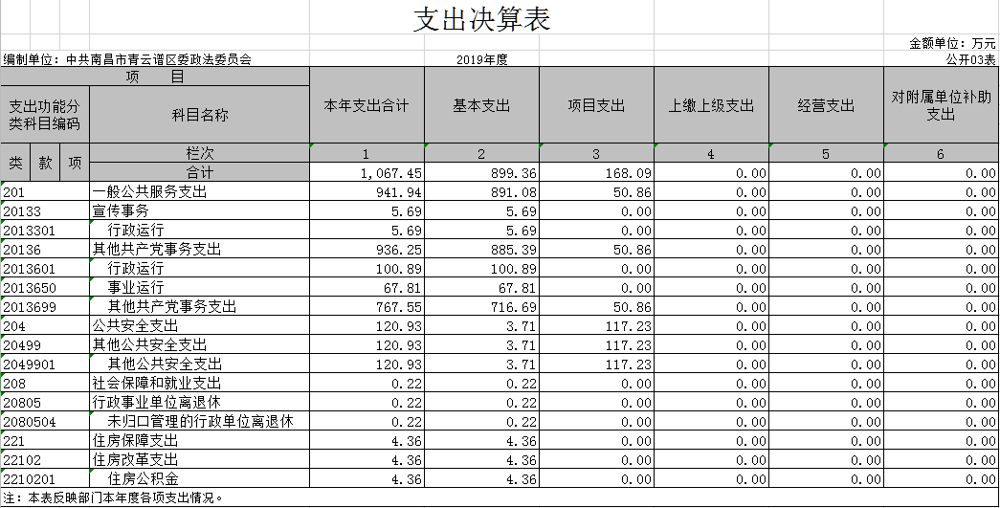 支出决算表
金额单位：万元
编制单位：中共南昌市青云谱区委政法委员会 2019年度 公开03表
项 目 本年支出合计 基本支出 项目支出 上缴上级支出 经营支出 对附属单位补助支出
支出功能分类科目编码 科目名称
类 款 项 栏次 1 2 3 4 5 6
合计 1,067.45 899.36 168.09 0.00 0.00 0.00
201 一般公共服务支出 941.94 891.08 50.86 0.00 0.00 0.00
20133 宣传事务 5.69 5.69 0.00 0.00 0.00 0.00
2013301 行政运行 5.69 5.69 0.00 0.00 0.00 0.00
20136 其他共产党事务支出 936.25 885.39 50.86 0.00 0.00 0.00
2013601 行政运行 100.89 100.89 0.00 0.00 0.00 0.00
2013650 事业运行 67.81 67.81 0.00 0.00 0.00 0.00
2013699 其他共产党事务支出 767.55 716.69 50.86 0.00 0.00 0.00
204 公共安全支出 120.93 3.71 117.23 0.00 0.00 0.00
20499 其他公共安全支出 120.93 3.71 117.23 0.00 0.00 0.00
2049901 其他公共安全支出 120.93 3.71 117.23 0.00 0.00 0.00
208 社会保障和就业支出 0.22 0.22 0.00 0.00 0.00 0.00
20805 行政事业单位离退休 0.22 0.22 0.00 0.00 0.00 0.00
2080504 未归口管理的行政单位离退休 0.22 0.22 0.00 0.00 0.00 0.00
221 住房保障支出 4.36 4.36 0.00 0.00 0.00 0.00
22102 住房改革支出 4.36 4.36 0.00 0.00 0.00 0.00
2210201 住房公积金 4.36 4.36 0.00 0.00 0.00 0.00
注：本表反映部门本年度各项支出情况。